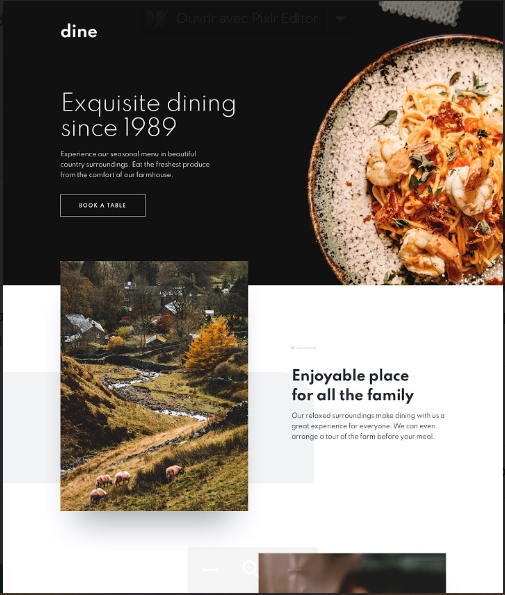 Ouvrir avec Pixlr Editor
dine
Exquisite dining
since 1989
Experience our seasonal menu in beautiful
country surroundings. Eat the freshest produce
from the comfort of our farmhouse.
BOOK A TABLE
Enjoyable place
for all the family
Our relaxed surroundings make dining with us a
great experience for everyone. We can even
arrange a tour of the farm before your meal.